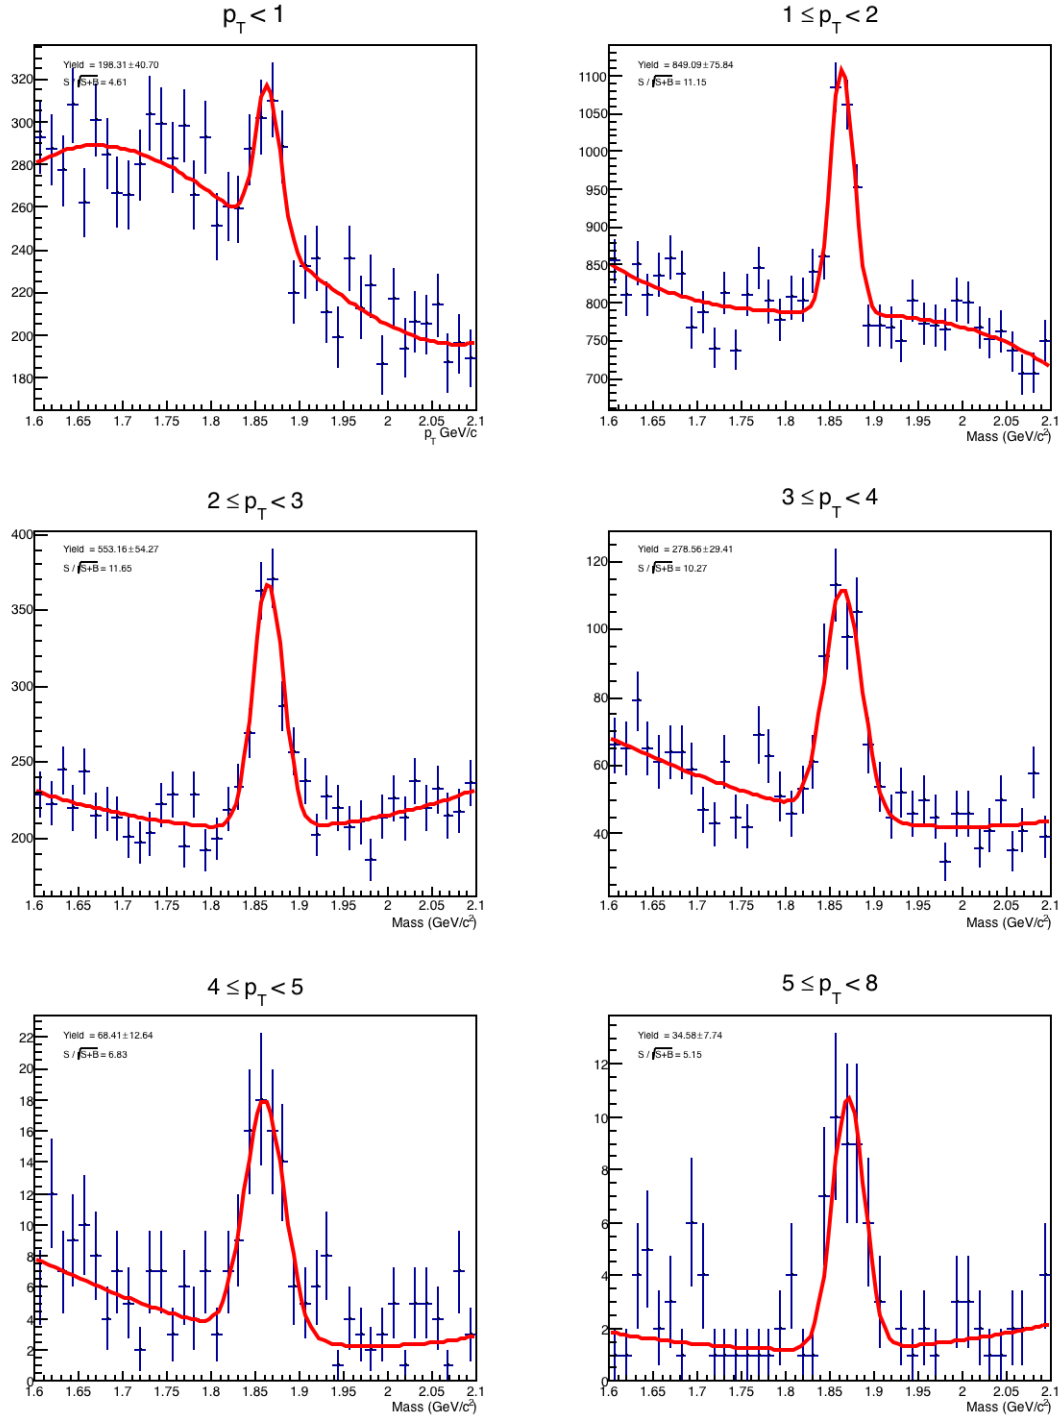 p_T < 1
Yield = 198.31±40.70
S / √S+B = 4.61
320
300
280
260
240
220
200
180
1.6 1.65 1.7 1.75 1.8 1.85 1.9 1.95 2 2.05 2.1
p_T GeV/c
1 ≤ p_T < 2
Yield = 849.09±75.84
S / √S+B = 11.15
1100
1050
1000
950
900
850
800
750
700
1.6 1.65 1.7 1.75 1.8 1.85 1.9 1.95 2 2.05 2.1
Mass (GeV/c²)
2 ≤ p_T < 3
Yield = 553.16±54.27
S / √S+B = 11.65
400
350
300
250
200
1.6 1.65 1.7 1.75 1.8 1.85 1.9 1.95 2 2.05 2.1
Mass (GeV/c²)
3 ≤ p_T < 4
Yield = 278.56±29.41
S / √S+B = 10.27
120
100
80
60
40
1.6 1.65 1.7 1.75 1.8 1.85 1.9 1.95 2 2.05 2.1
Mass (GeV/c²)
4 ≤ p_T < 5
Yield = 68.41±12.64
S / √S+B = 6.83
22
20
18
16
14
12
10
8
6
4
2
0
1.6 1.65 1.7 1.75 1.8 1.85 1.9 1.95 2 2.05 2.1
Mass (GeV/c²)
5 ≤ p_T < 8
Yield = 34.58±7.74
S / √S+B = 5.15
12
10
8
6
4
2
0
1.6 1.65 1.7 1.75 1.8 1.85 1.9 1.95 2 2.05 2.1
Mass (GeV/c²)